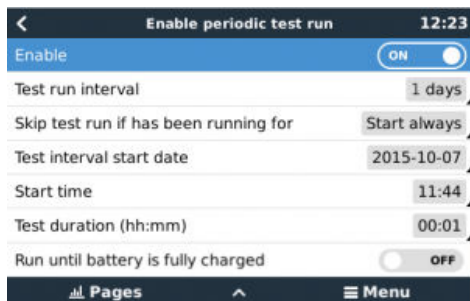 Enable periodic test run 12:23
Enable ON
Test run interval 1 days
Skip test run if has been running for Start always
Test interval start date 2015-10-07
Start time 11:44
Test duration (hh:mm) 00:01
Run until battery is fully charged OFF
Pages Menu